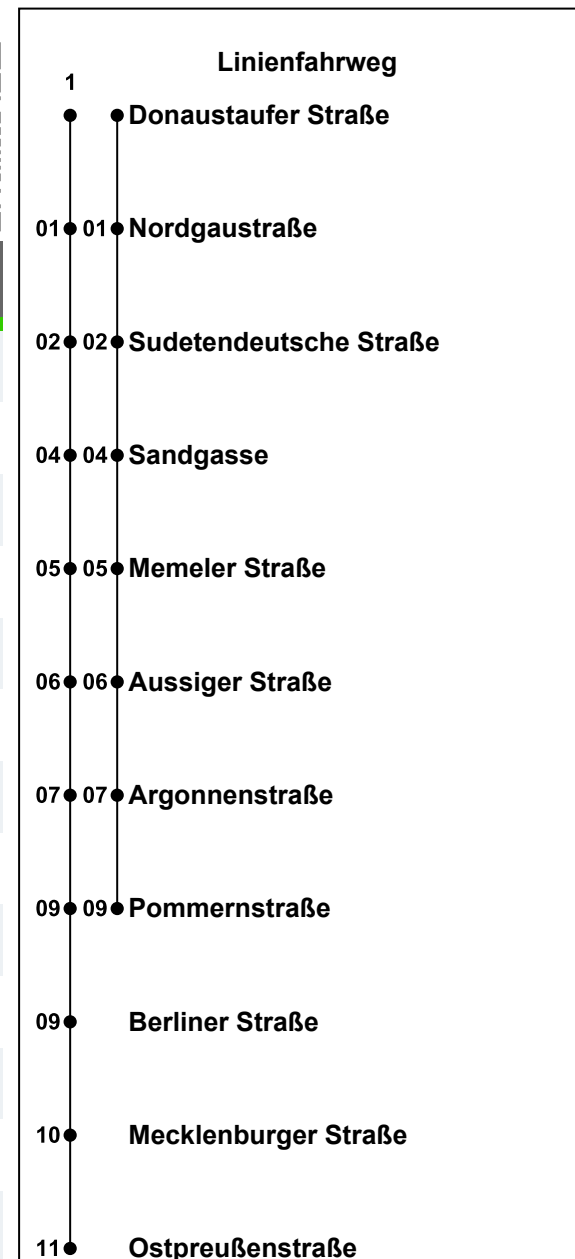 Linienfahrweg
1
Donaustaufer Straße
01 01 Nordgaustraße
02 02 Sudetendeutsche Straße
04 04 Sandgasse
05 05 Memeler Straße
06 06 Aussiger Straße
07 07 Argonnenstraße
09 09 Pommernstraße
09 Berliner Straße
10 Mecklenburger Straße
11 Ostpreußenstraße